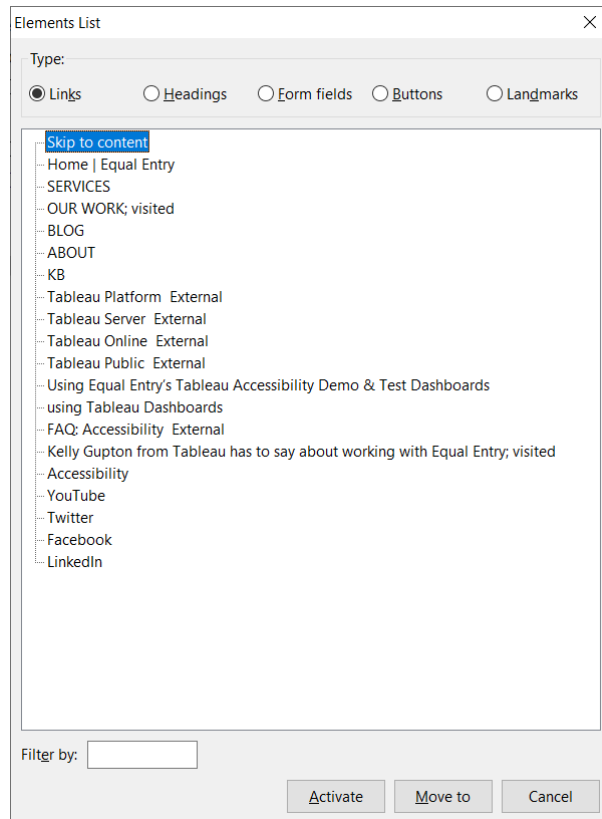 Elements List
Type:
Links Headings Form fields Buttons Landmarks
Skip to content
Home | Equal Entry
SERVICES
OUR WORK; visited
BLOG
ABOUT
KB
Tableau Platform  External
Tableau Server  External
Tableau Online  External
Tableau Public  External
Using Equal Entry's Tableau Accessibility Demo & Test Dashboards
using Tableau Dashboards
FAQ: Accessibility  External
Kelly Gupton from Tableau has to say about working with Equal Entry; visited
Accessibility
YouTube
Twitter
Facebook
LinkedIn
Filter by:
Activate Move to Cancel